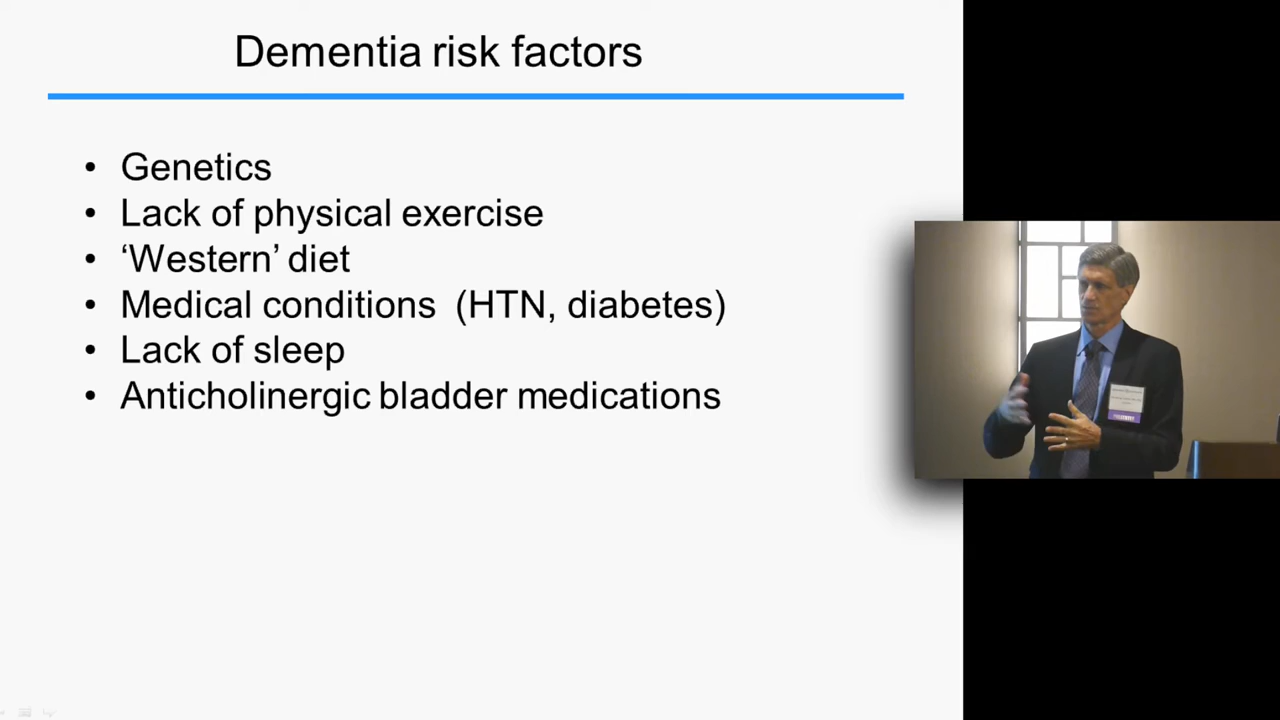 Dementia risk factors
• Genetics
• Lack of physical exercise
• ‘Western’ diet
• Medical conditions (HTN, diabetes)
• Lack of sleep
• Anticholinergic bladder medications